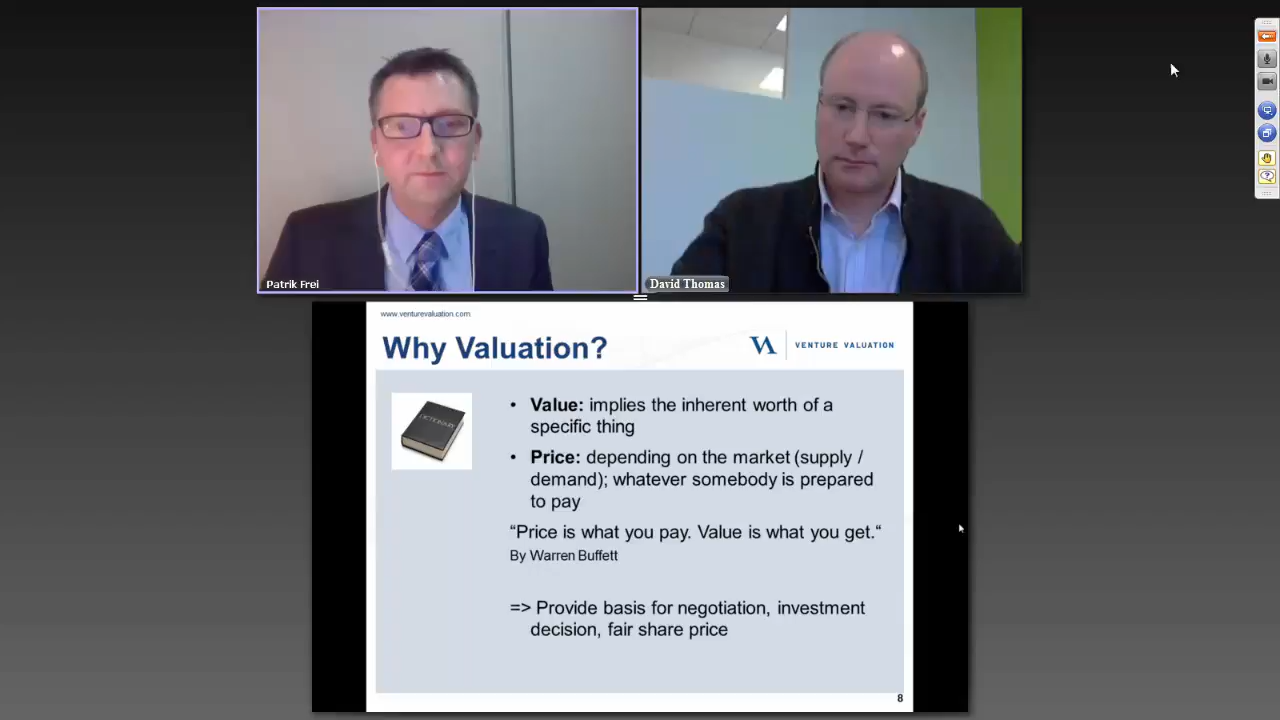 Patrik Frei
David Thomas
www.venturevaluation.com
Why Valuation?
VENTURE VALUATION
DICTIONARY
• Value: implies the inherent worth of a
specific thing
• Price: depending on the market (supply /
demand); whatever somebody is prepared
to pay
“Price is what you pay. Value is what you get.“
By Warren Buffett
=> Provide basis for negotiation, investment
decision, fair share price
8